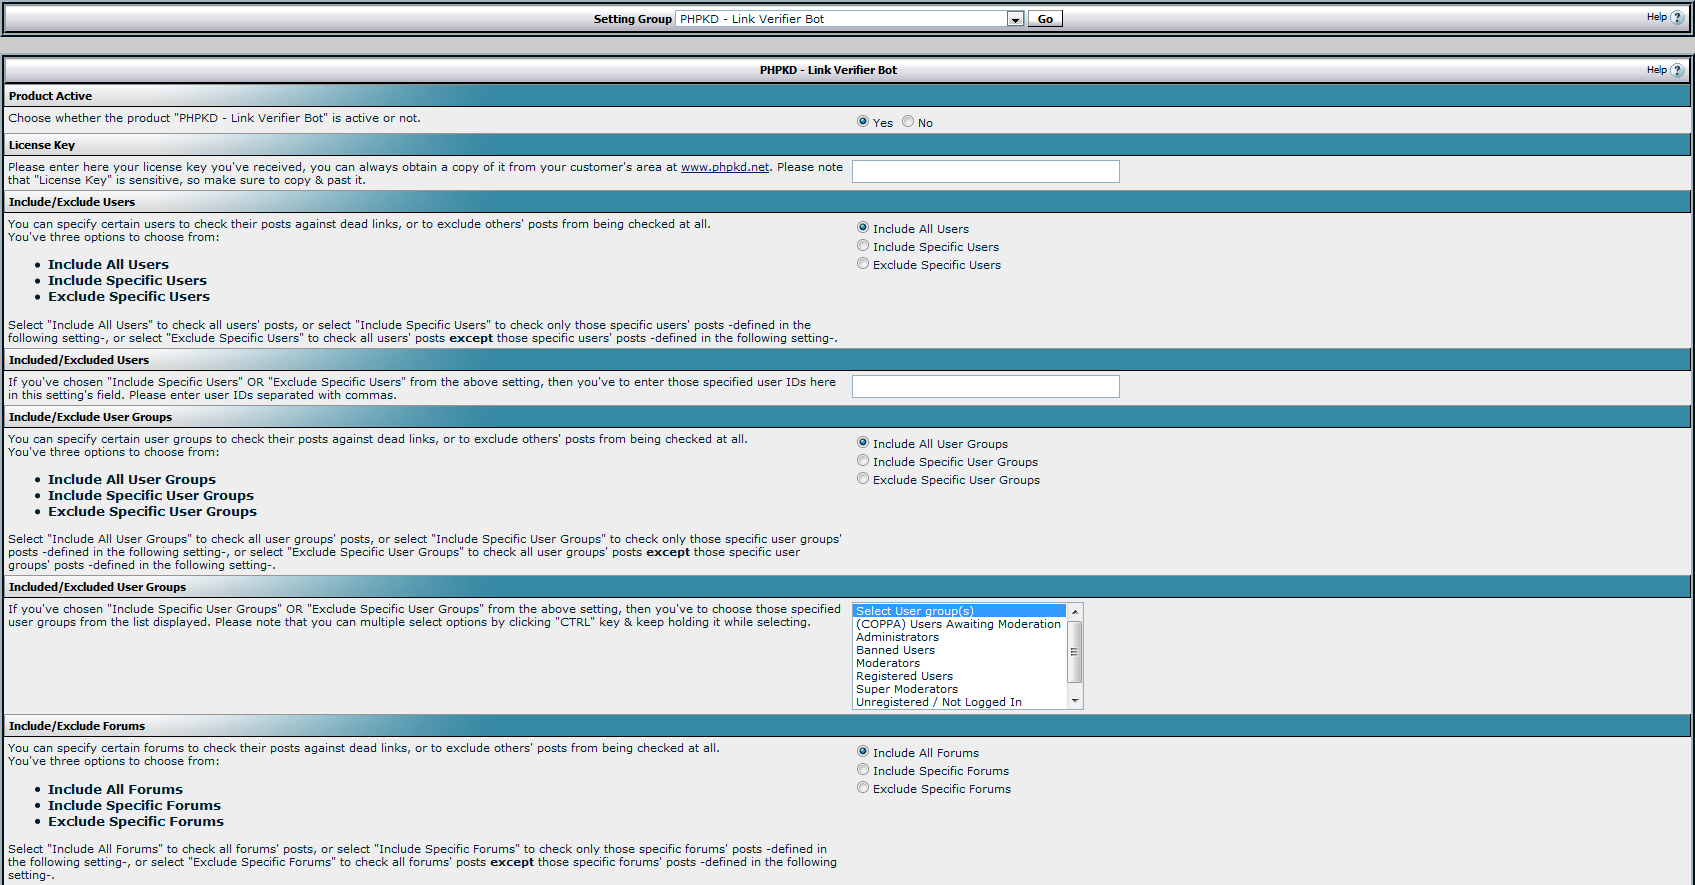 Setting Group PHPKD - Link Verifier Bot Go Help ?
PHPKD - Link Verifier Bot Help ?
Product Active
Choose whether the product "PHPKD - Link Verifier Bot" is active or not.
Yes No
License Key
Please enter here your license key you've received, you can always obtain a copy of it from your customer's area at www.phpkd.net. Please note
that "License Key" is sensitive, so make sure to copy & past it.
Include/Exclude Users
You can specify certain users to check their posts against dead links, or to exclude others' posts from being checked at all.
You've three options to choose from:
• Include All Users
• Include Specific Users
• Exclude Specific Users
Select "Include All Users" to check all users' posts, or select "Include Specific Users" to check only those specific users' posts -defined in the
following setting-, or select "Exclude Specific Users" to check all users' posts except those specific users' posts -defined in the following setting-.
Include All Users
Include Specific Users
Exclude Specific Users
Included/Excluded Users
If you've chosen "Include Specific Users" OR "Exclude Specific Users" from the above setting, then you've to enter those specified user IDs here
in this setting's field. Please enter user IDs separated with commas.
Include/Exclude User Groups
You can specify certain user groups to check their posts against dead links, or to exclude others' posts from being checked at all.
You've three options to choose from:
• Include All User Groups
• Include Specific User Groups
• Exclude Specific User Groups
Select "Include All User Groups" to check all user groups' posts, or select "Include Specific User Groups" to check only those specific user groups'
posts -defined in the following setting-, or select "Exclude Specific User Groups" to check all user groups' posts except those specific user
groups' posts -defined in the following setting-.
Include All User Groups
Include Specific User Groups
Exclude Specific User Groups
Included/Excluded User Groups
If you've chosen "Include Specific User Groups" OR "Exclude Specific User Groups" from the above setting, then you've to choose those specified
user groups from the list displayed. Please note that you can multiple select options by clicking "CTRL" key & keep holding it while selecting.
Select User group(s)
(COPPA) Users Awaiting Moderation
Administrators
Banned Users
Moderators
Registered Users
Super Moderators
Unregistered / Not Logged In
Include/Exclude Forums
You can specify certain forums to check their posts against dead links, or to exclude others' posts from being checked at all.
You've three options to choose from:
• Include All Forums
• Include Specific Forums
• Exclude Specific Forums
Select "Include All Forums" to check all forums' posts, or select "Include Specific Forums" to check only those specific forums' posts -defined in
the following setting-, or select "Exclude Specific Forums" to check all forums' posts except those specific forums' posts -defined in the following
setting-.
Include All Forums
Include Specific Forums
Exclude Specific Forums